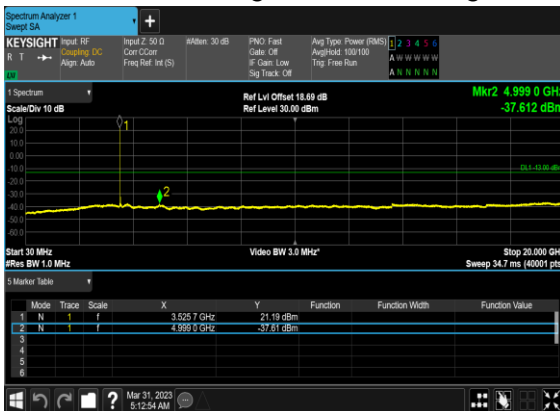 Spectrum Analyzer 1
Swept SA
KEYSIGHT Input: RF Input Z: 50 Ω #Atten: 30 dB PNO: Fast Avg Type: Power (RMS) 1 2 3 4 5 6
R T Coupling: DC Corr CCorr Gate: Off Avg|Hold: 100/100 A W W W W W
Align: Auto Freq Ref: Int (S) IF Gain: Low Trig: Free Run
LV Sig Track: Off A N N N N N
1 Spectrum Ref Lvl Offset 18.69 dB Mkr2 4.999 0 GHz
Scale/Div 10 dB Ref Level 30.00 dBm -37.612 dBm
Log
20.0
10.0
0.00
-10.0
-20.0
-30.0
-40.0
-50.0
-60.0
1
2
DL1 -13.00 dBm
Start 30 MHz Video BW 3.0 MHz* Stop 20.000 GHz
#Res BW 1.0 MHz Sweep 34.7 ms (40001 pts)
5 Marker Table
Mode Trace Scale X Y Function Function Width Function Value
1 N 1 f 3.525 7 GHz 21.19 dBm
2 N 1 f 4.999 0 GHz -37.61 dBm
3
4
5
6
? Mar 31, 2023
5:12:54 AM